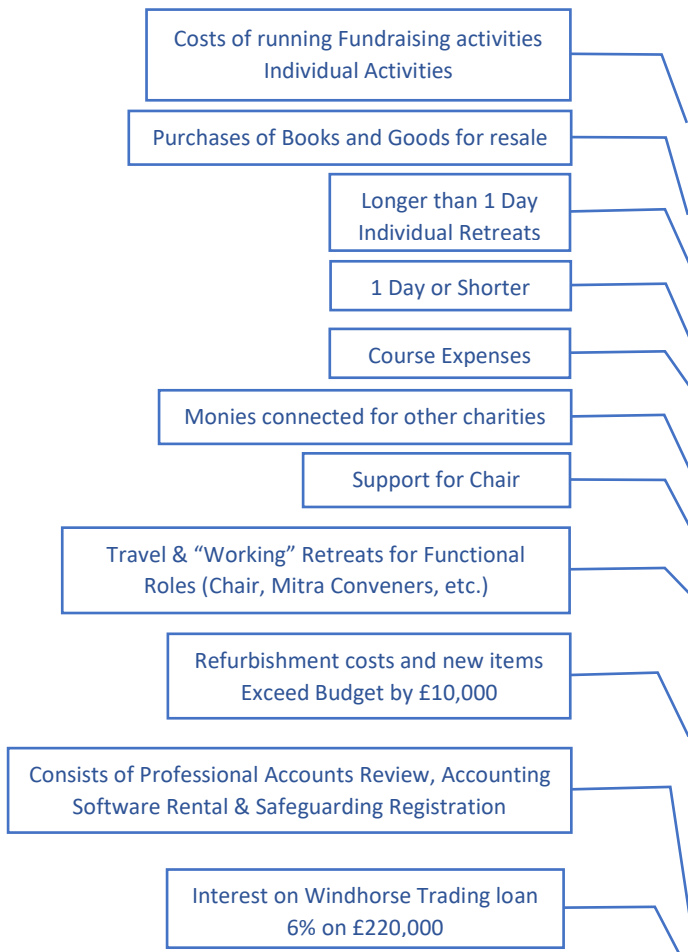 Costs of running Fundraising activities
Individual Activities
Purchases of Books and Goods for resale
Longer than 1 Day
Individual Retreats
1 Day or Shorter
Course Expenses
Monies connected for other charities
Support for Chair
Travel & “Working” Retreats for Functional
Roles (Chair, Mitra Conveners, etc.)
Refurbishment costs and new items
Exceed Budget by £10,000
Consists of Professional Accounts Review, Accounting
Software Rental & Safeguarding Registration
Interest on Windhorse Trading loan
6% on £220,000